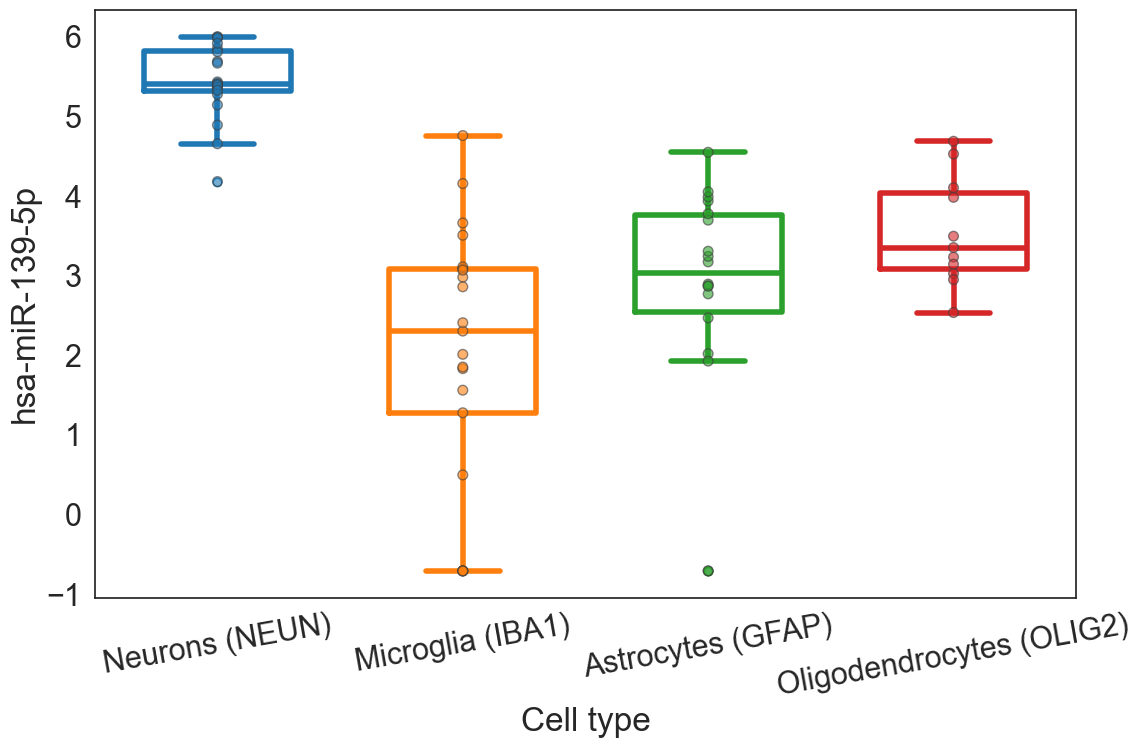 hsa-miR-139-5p
6
5
4
3
2
1
0
−1
Neurons (NEUN)
Microglia (IBA1)
Astrocytes (GFAP)
Oligodendrocytes (OLIG2)
Cell type